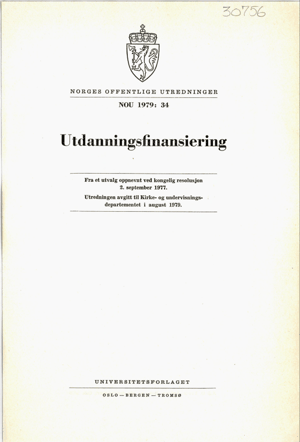 30756
NORGES OFFENTLIGE UTREDNINGER
NOU 1979: 34
Utdanningsfinansiering
Fra et utvalg oppnevnt ved kongelig resolusjon
2. september 1977.
Utredningen avgitt til Kirke- og undervisnings-
departementet i august 1979.
UNIVERSITETSFORLAGET
OSLO — BERGEN — TROMSØ